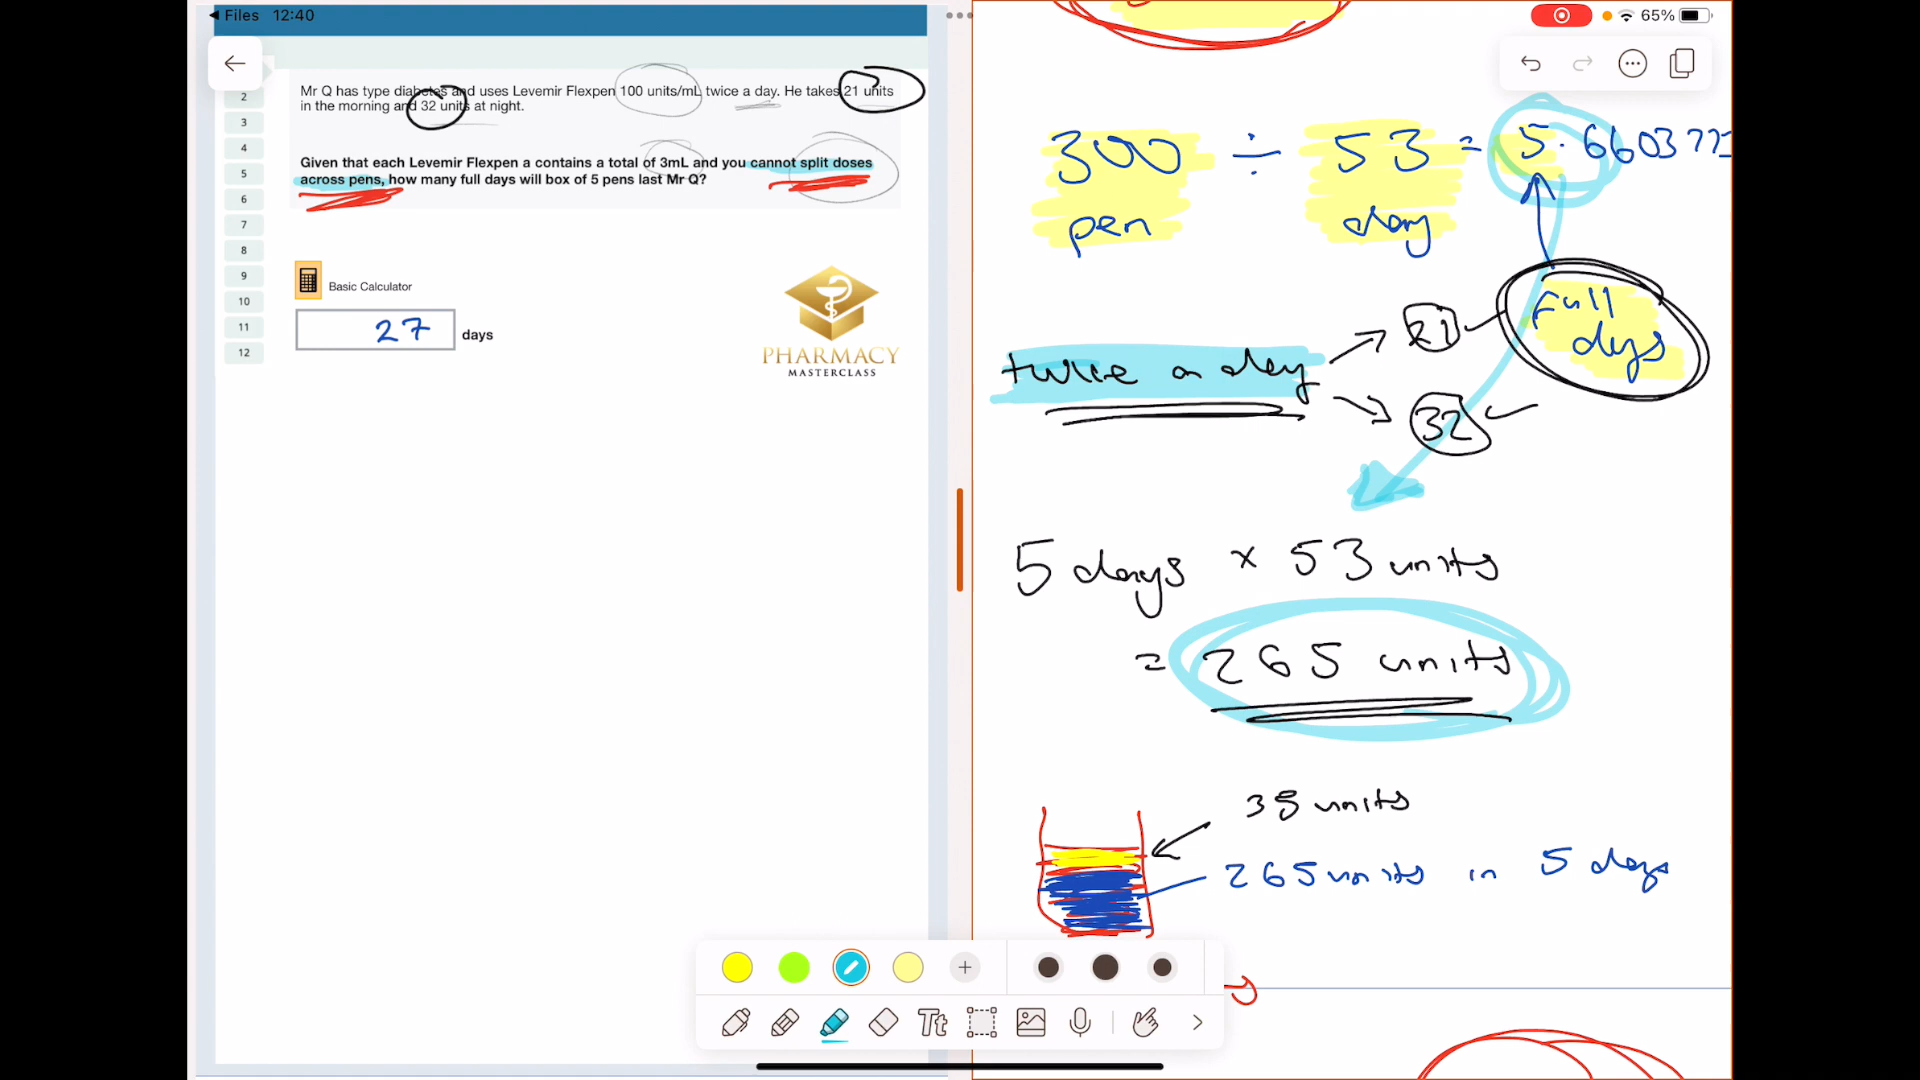 Files 12:40
65%
2
3
4
5
6
7
8
9
10
11
12
Mr Q has type diabetes and uses Levemir Flexpen 100 units/mL twice a day. He takes 21 units
in the morning and 32 units at night.
Given that each Levemir Flexpen a contains a total of 3mL and you cannot split doses
across pens, how many full days will box of 5 pens last Mr Q?
Basic Calculator
27 days
PHARMACY
MASTERCLASS
300 ÷ 53 = 5.6603772
pen day
Full
days
twice a day
21
32
5 days × 53 units
= 265 units
35 units
265 units in 5 days
Tt